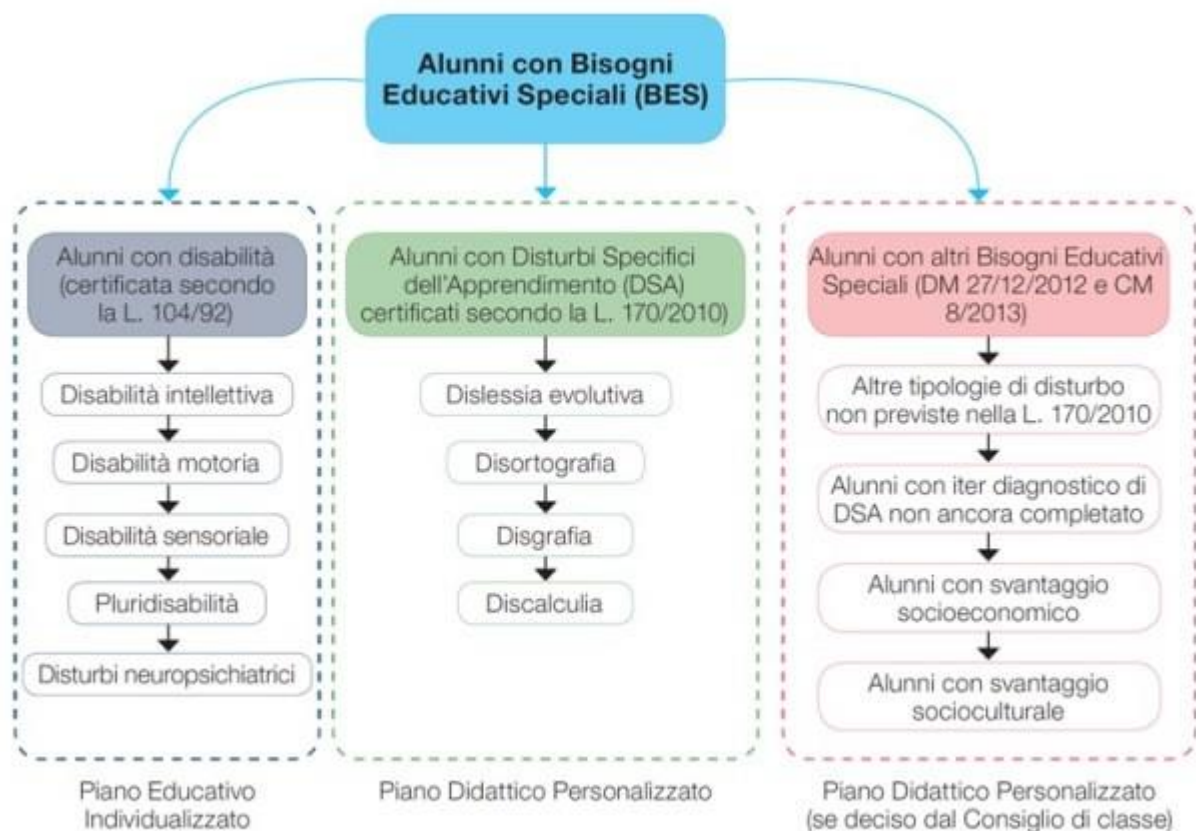 Alunni con Bisogni
Educativi Speciali (BES)
Alunni con disabilità
(certificata secondo
la L. 104/92)
Disabilità intellettiva
Disabilità motoria
Disabilità sensoriale
Pluridisabilità
Disturbi neuropsichiatrici
Piano Educativo
Individualizzato
Alunni con Disturbi Specifici
dell'Apprendimento (DSA)
certificati secondo la L. 170/2010)
Dislessia evolutiva
Disortografia
Disgrafia
Discalculia
Piano Didattico Personalizzato
Alunni con altri Bisogni Educativi
Speciali (DM 27/12/2012 e CM
8/2013)
Altre tipologie di disturbo
non previste nella L. 170/2010
Alunni con iter diagnostico di
DSA non ancora completato
Alunni con svantaggio
socioeconomico
Alunni con svantaggio
socioculturale
Piano Didattico Personalizzato
(se deciso dal Consiglio di classe)